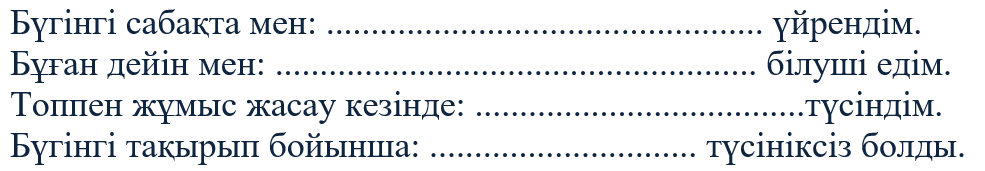 Бүгінгі сабақта мен: ................................................. үйрендім.
Бұған дейін мен: ...................................................... білуші едім.
Топпен жұмыс жасау кезінде: .....................................түсіндім.
Бүгінгі тақырып бойынша: .............................. түсініксіз болды.